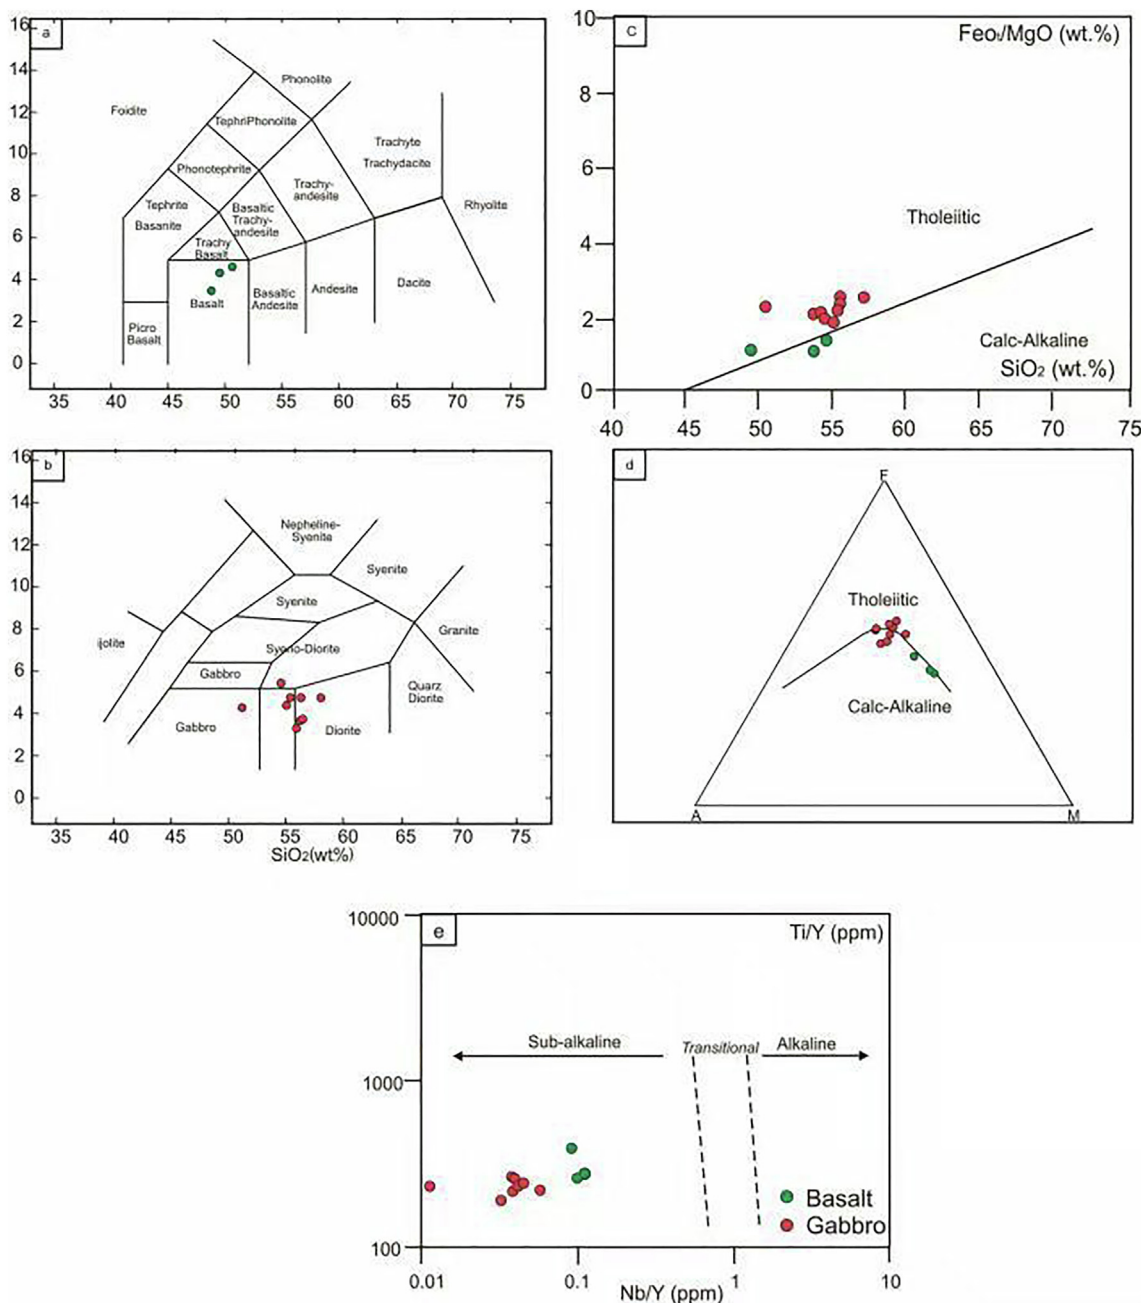 a
16
14
12
10
8
6
4
2
0
Phonolite
Foidite
TephriPhonolite
Trachyte
Trachydacite
Phonotephrite
Trachy-
andesite
Tephrite
Basanite
Basaltic
Trachy-
andesite
Rhyolite
Trachy
Basalt
Basalt
Basaltic
Andesite
Andesite
Dacite
Picro
Basalt
35 40 45 50 55 60 65 70 75
c
Feoₜ/MgO (wt.%)
10
8
6
4
2
0
Tholeiitic
Calc-Alkaline
SiO₂ (wt.%)
40 45 50 55 60 65 70 75
b
16
14
12
10
8
6
4
2
0
Nepheline-
Syenite
Syenite
Syenite
ijolite
Syeno-Diorite
Granite
Gabbro
Quarz
Diorite
Gabbro
Diorite
35 40 45 50 55 60 65 70 75
SiO₂(wt%)
d
F
Tholeiitic
Calc-Alkaline
A
M
e
Ti/Y (ppm)
10000
1000
100
Sub-alkaline
Transitional
Alkaline
Basalt
Gabbro
0.01 0.1 1 10
Nb/Y (ppm)